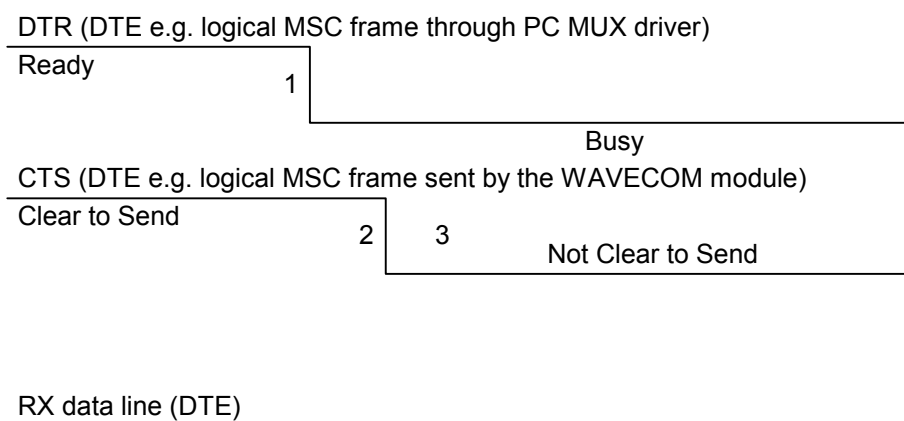 DTR (DTE e.g. logical MSC frame through PC MUX driver)
Ready
1
Busy
CTS (DTE e.g. logical MSC frame sent by the WAVECOM module)
Clear to Send
2 3
Not Clear to Send
RX data line (DTE)